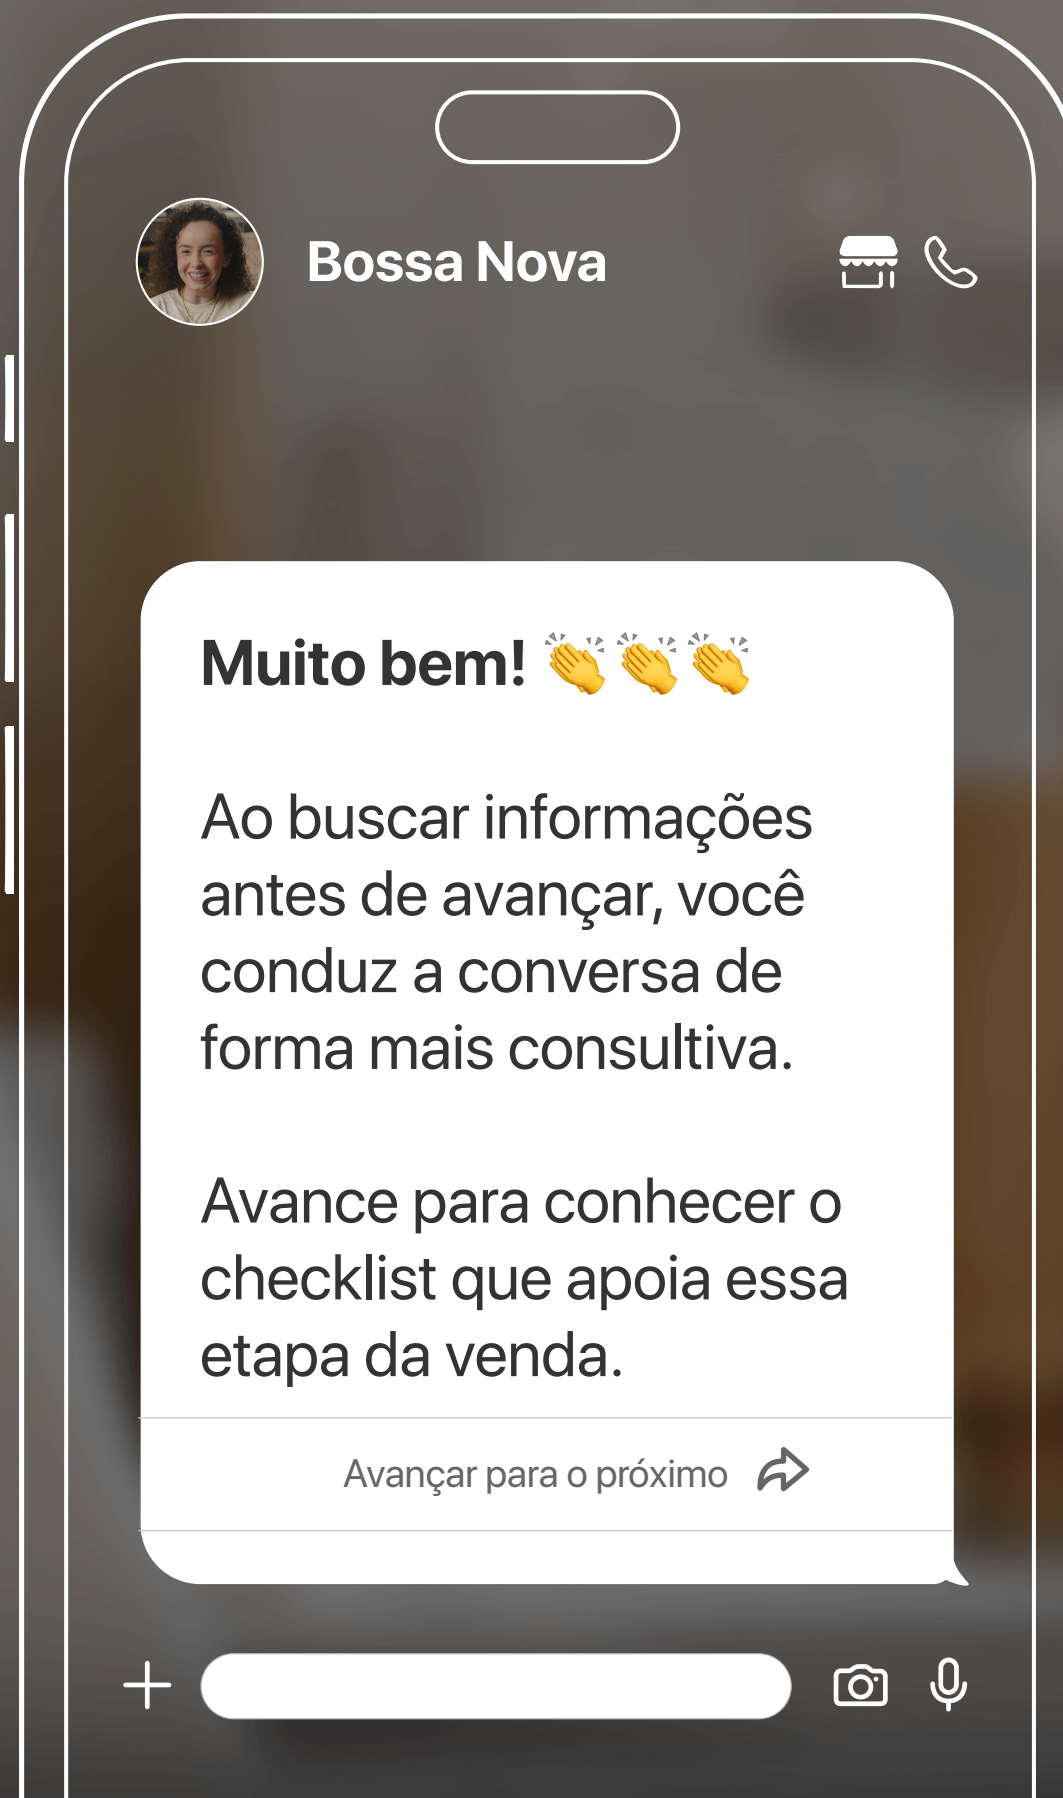 Bossa Nova
Muito bem! 👏👏👏
Ao buscar informações
antes de avançar, você
conduz a conversa de
forma mais consultiva.
Avance para conhecer o
checklist que apoia essa
etapa da venda.
Avançar para o próximo